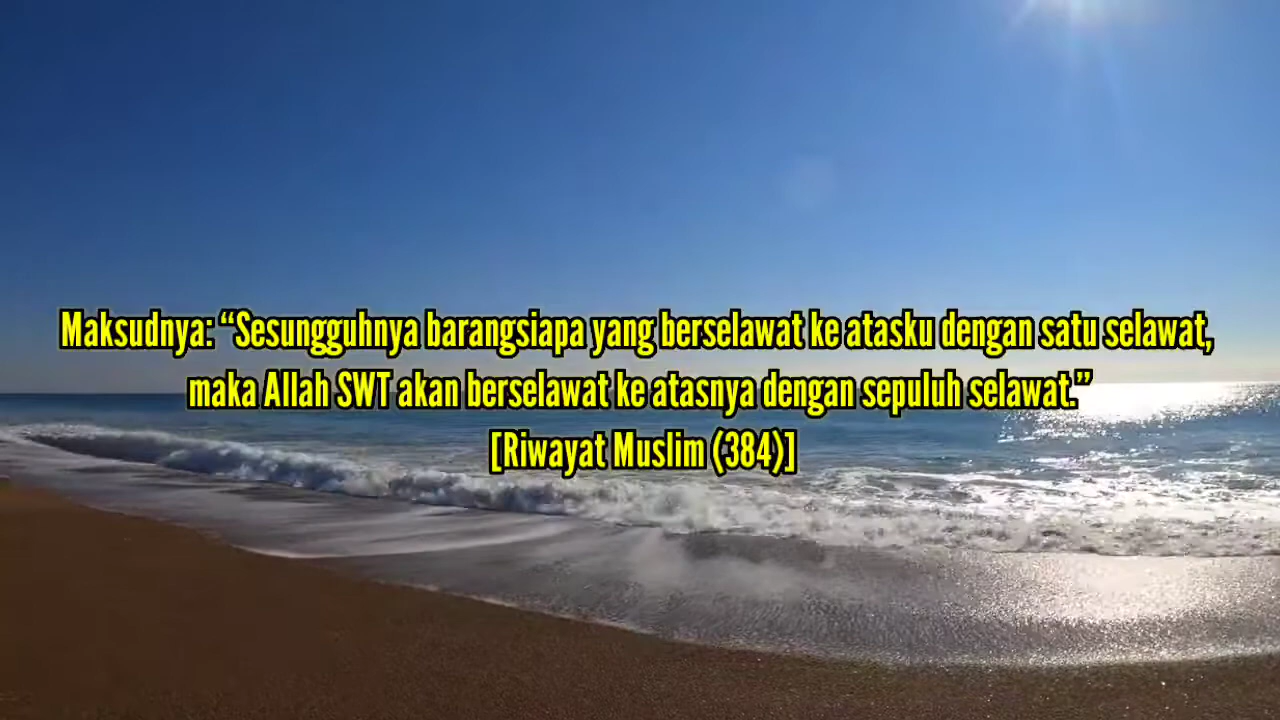 Maksudnya: “Sesungguhnya barangsiapa yang berselawat ke atasku dengan satu selawat,
maka Allah SWT akan berselawat ke atasnya dengan sepuluh selawat.”
[Riwayat Muslim (384)]